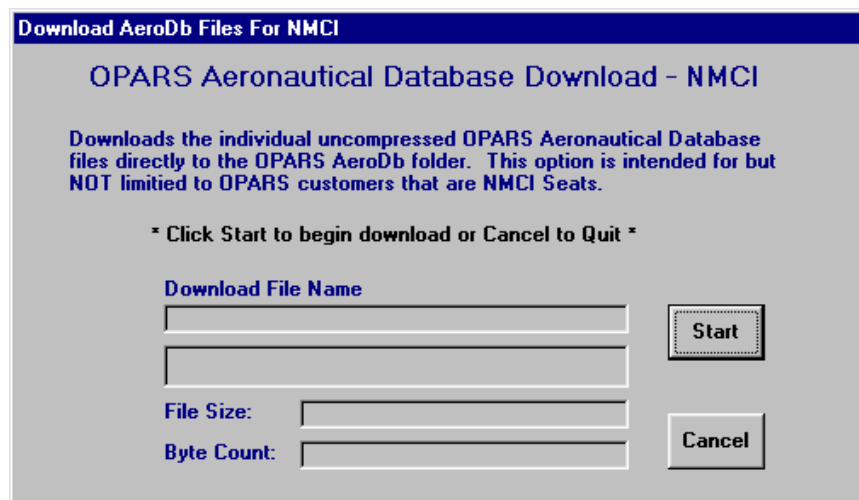 Download AeroDb Files For NMCI
OPARS Aeronautical Database Download - NMCI
Downloads the individual uncompressed OPARS Aeronautical Database
files directly to the OPARS AeroDb folder. This option is intended for but
NOT limitied to OPARS customers that are NMCI Seats.
* Click Start to begin download or Cancel to Quit *
Download File Name
Start
File Size:
Cancel
Byte Count: